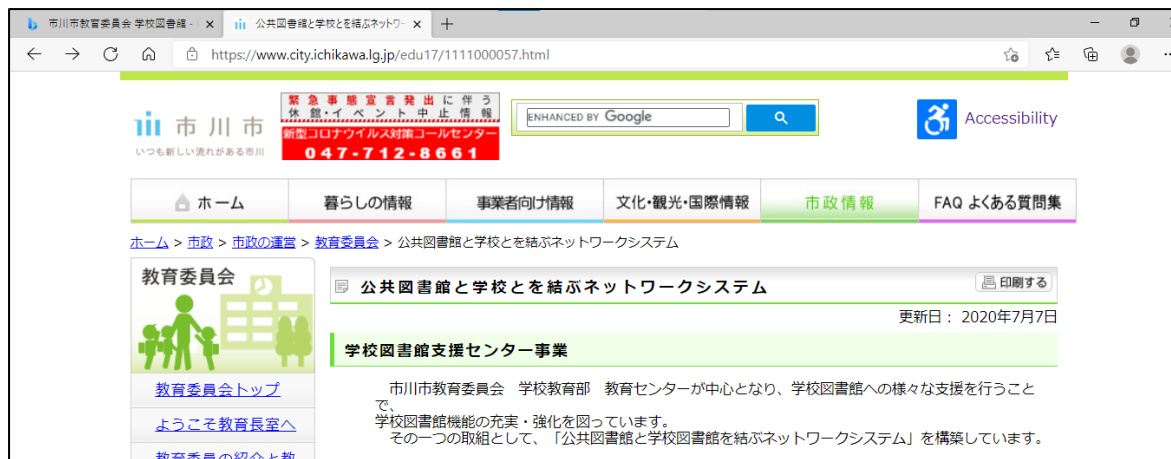 市川市教育委員会 学校図書館 -
公共図書館と学校とを結ぶネットワー
https://www.city.ichikawa.lg.jp/edu17/1111000057.html
市川市
いつも新しい流れがある市川
緊急事態宣言発出に伴う
休館・イベント中止情報
新型コロナウイルス対策コールセンター
047-712-8661
ENHANCED BY Google
Accessibility
ホーム
暮らしの情報
事業者向け情報
文化・観光・国際情報
市政情報
FAQ よくある質問集
ホーム > 市政 > 市政の運営 > 教育委員会 > 公共図書館と学校とを結ぶネットワークシステム
教育委員会
公共図書館と学校とを結ぶネットワークシステム
印刷する
更新日： 2020年7月7日
学校図書館支援センター事業
教育委員会トップ
ようこそ教育長室へ
教育委員の紹介と教
市川市教育委員会　学校教育部　教育センターが中心となり、学校図書館への様々な支援を行うこと
で、
学校図書館機能の充実・強化を図っています。
その一つの取組として、「公共図書館と学校図書館を結ぶネットワークシステム」を構築しています。